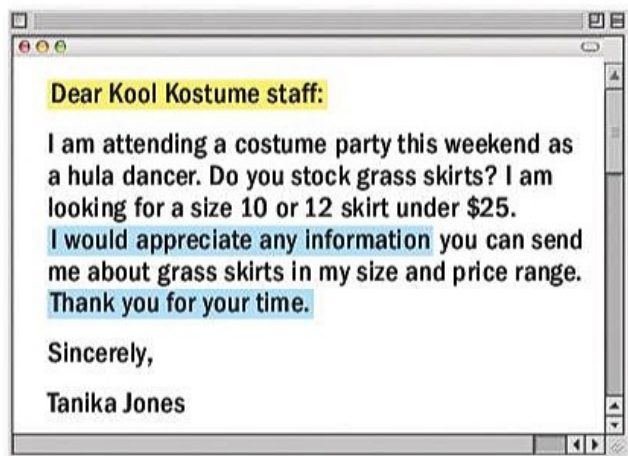 Dear Kool Kostume staff:
I am attending a costume party this weekend as
a hula dancer. Do you stock grass skirts? I am
looking for a size 10 or 12 skirt under $25.
I would appreciate any information you can send
me about grass skirts in my size and price range.
Thank you for your time.
Sincerely,
Tanika Jones